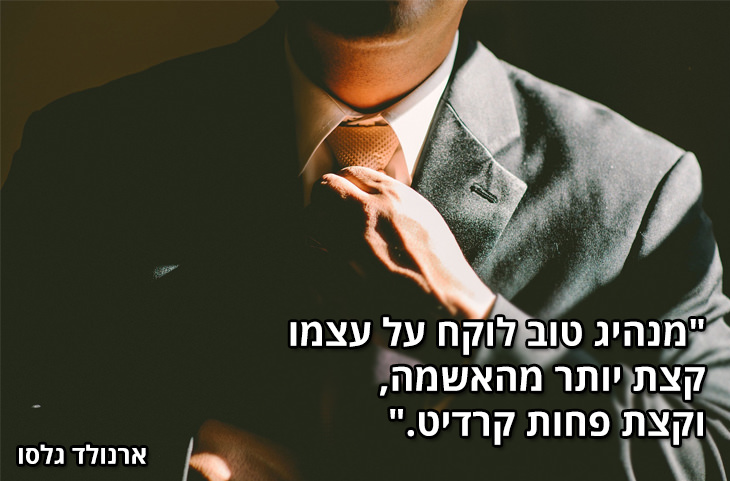 "מנהיג טוב לוקח על עצמו
קצת יותר מהאשמה,
וקצת פחות קרדיט."
ארנולד גלסו